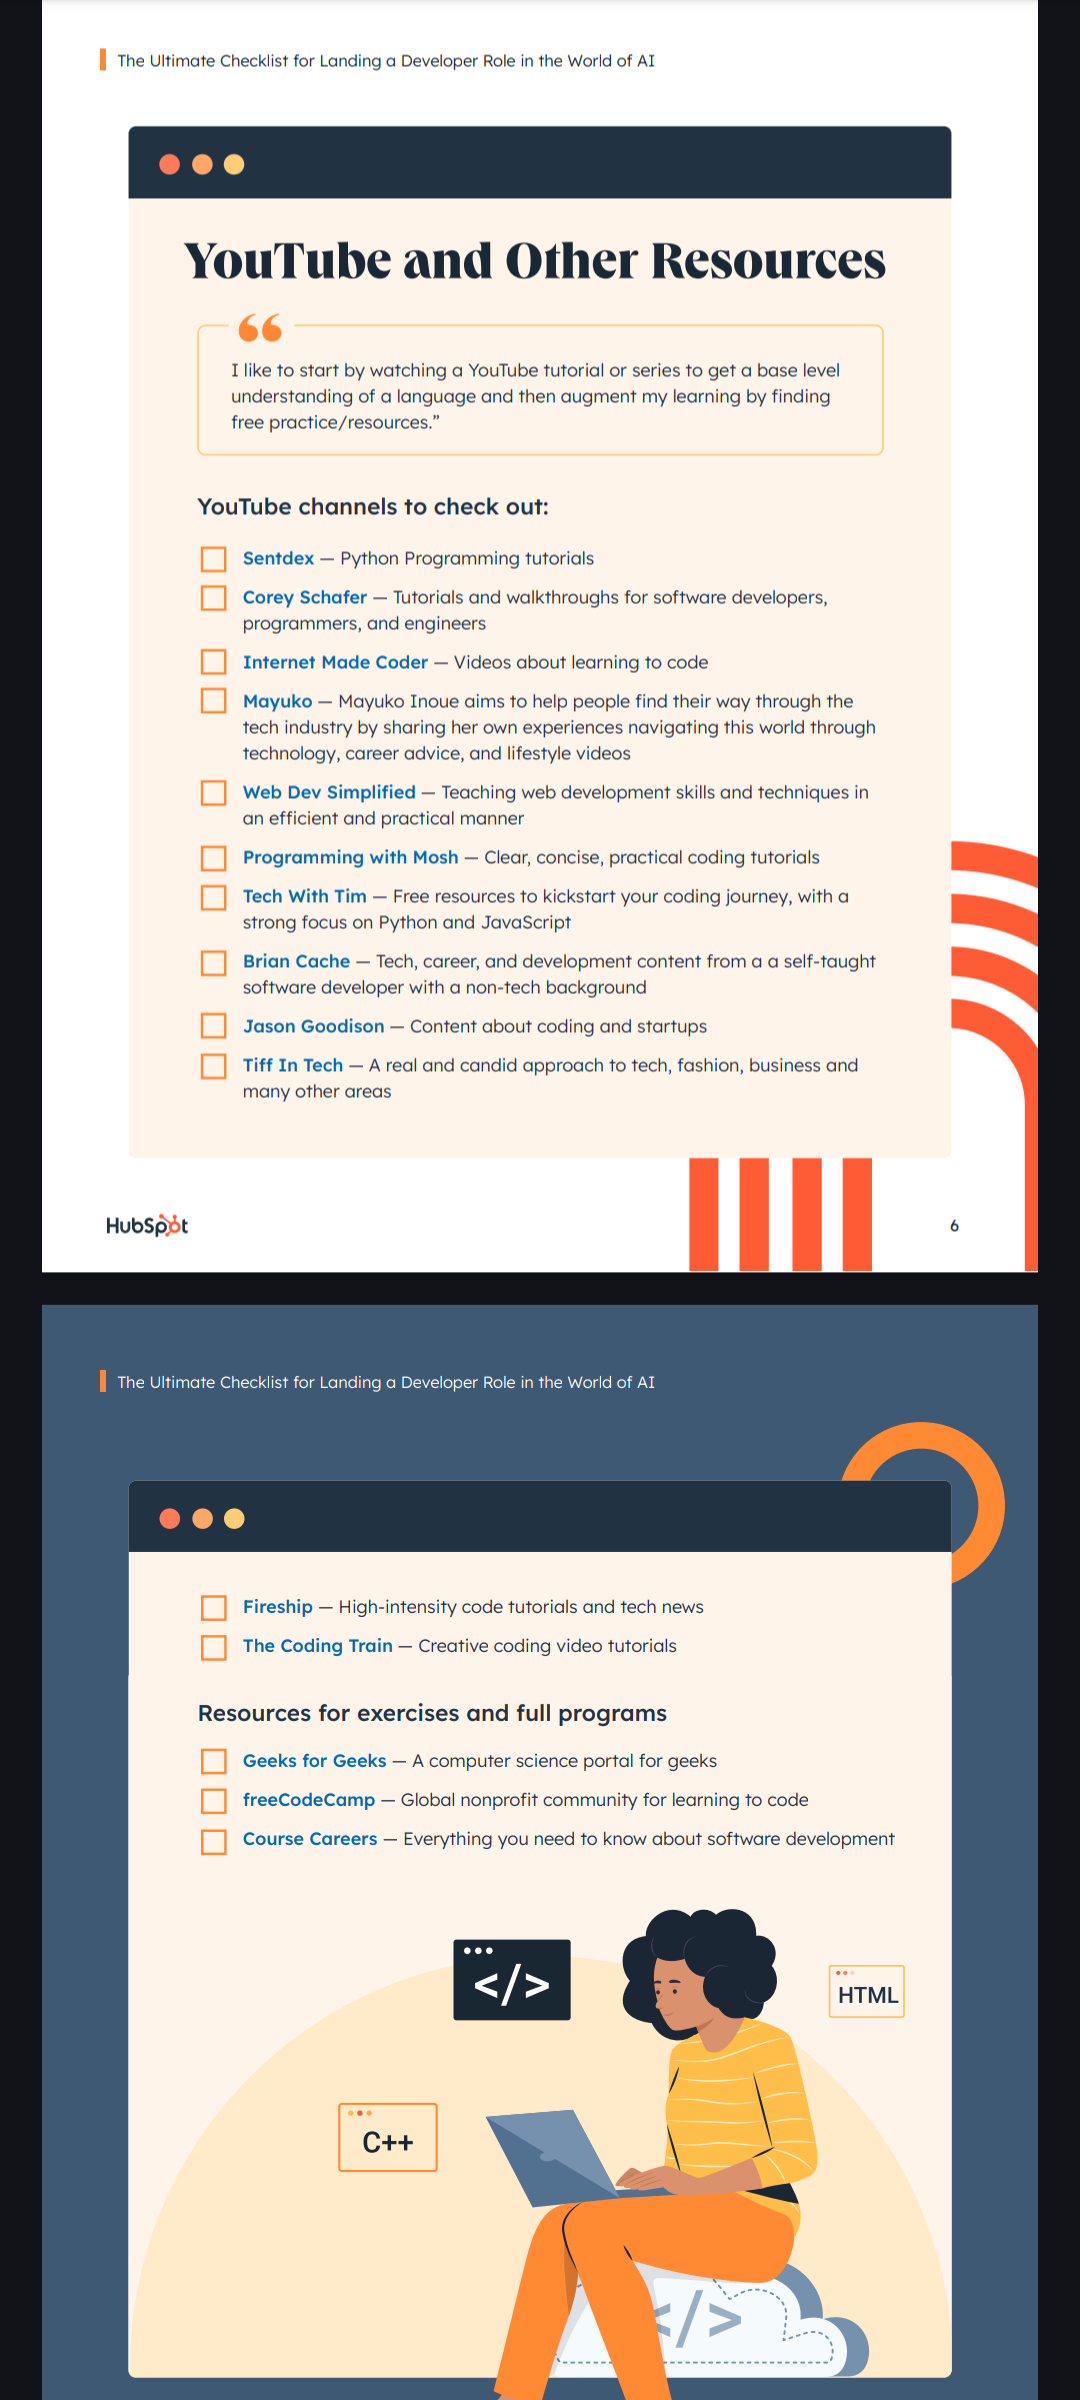 The Ultimate Checklist for Landing a Developer Role in the World of AI
YouTube and Other Resources
“
I like to start by watching a YouTube tutorial or series to get a base level
understanding of a language and then augment my learning by finding
free practice/resources.”
YouTube channels to check out:
Sentdex — Python Programming tutorials
Corey Schafer — Tutorials and walkthroughs for software developers,
programmers, and engineers
Internet Made Coder — Videos about learning to code
Mayuko — Mayuko Inoue aims to help people find their way through the
tech industry by sharing her own experiences navigating this world through
technology, career advice, and lifestyle videos
Web Dev Simplified — Teaching web development skills and techniques in
an efficient and practical manner
Programming with Mosh — Clear, concise, practical coding tutorials
Tech With Tim — Free resources to kickstart your coding journey, with a
strong focus on Python and JavaScript
Brian Cache — Tech, career, and development content from a a self-taught
software developer with a non-tech background
Jason Goodison — Content about coding and startups
Tiff In Tech — A real and candid approach to tech, fashion, business and
many other areas
HubSpot
6
The Ultimate Checklist for Landing a Developer Role in the World of AI
Fireship — High-intensity code tutorials and tech news
The Coding Train — Creative coding video tutorials
Resources for exercises and full programs
Geeks for Geeks — A computer science portal for geeks
freeCodeCamp — Global nonprofit community for learning to code
Course Careers — Everything you need to know about software development
</>
HTML
C++
</>